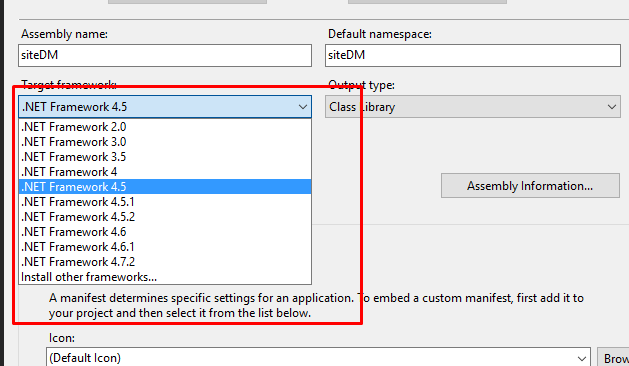 Assembly name:
Default namespace:
siteDM
siteDM
Target framework:
Output type:
.NET Framework 4.5
Class Library
.NET Framework 2.0
.NET Framework 3.0
.NET Framework 3.5
.NET Framework 4
.NET Framework 4.5
.NET Framework 4.5.1
.NET Framework 4.5.2
.NET Framework 4.6
.NET Framework 4.6.1
.NET Framework 4.7.2
Install other frameworks...
Assembly Information...
A manifest determines specific settings for an application. To embed a custom manifest, first add it to
your project and then select it from the list below.
Icon:
(Default Icon)
Brow